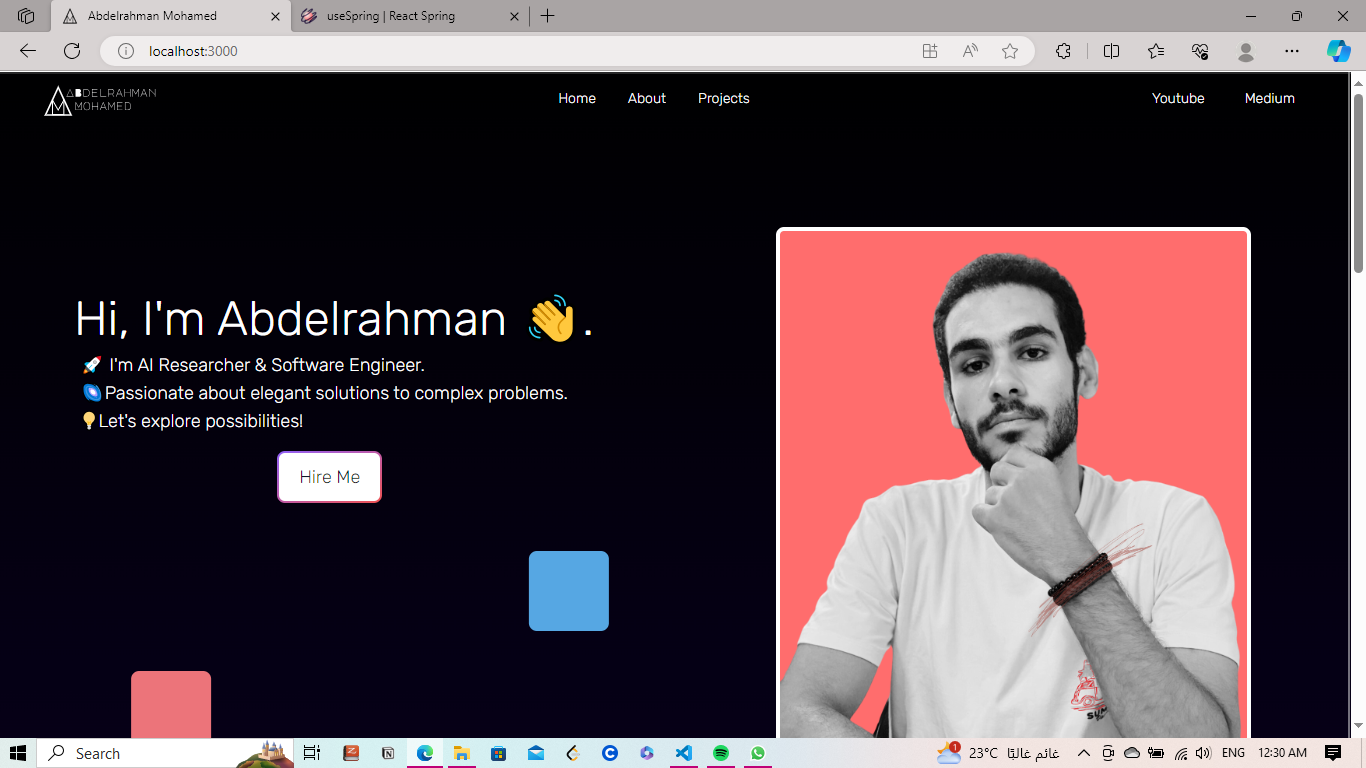 Abdelrahman Mohamed
useSpring | React Spring
localhost:3000
ABDELRAHMAN
MOHAMED
Home About Projects Youtube Medium
Hi, I'm Abdelrahman 👋.
🚀 I'm AI Researcher & Software Engineer.
Passionate about elegant solutions to complex problems.
💡Let's explore possibilities!
Hire Me
Search
1
23°C غائم غالبًا ENG 12:30 AM